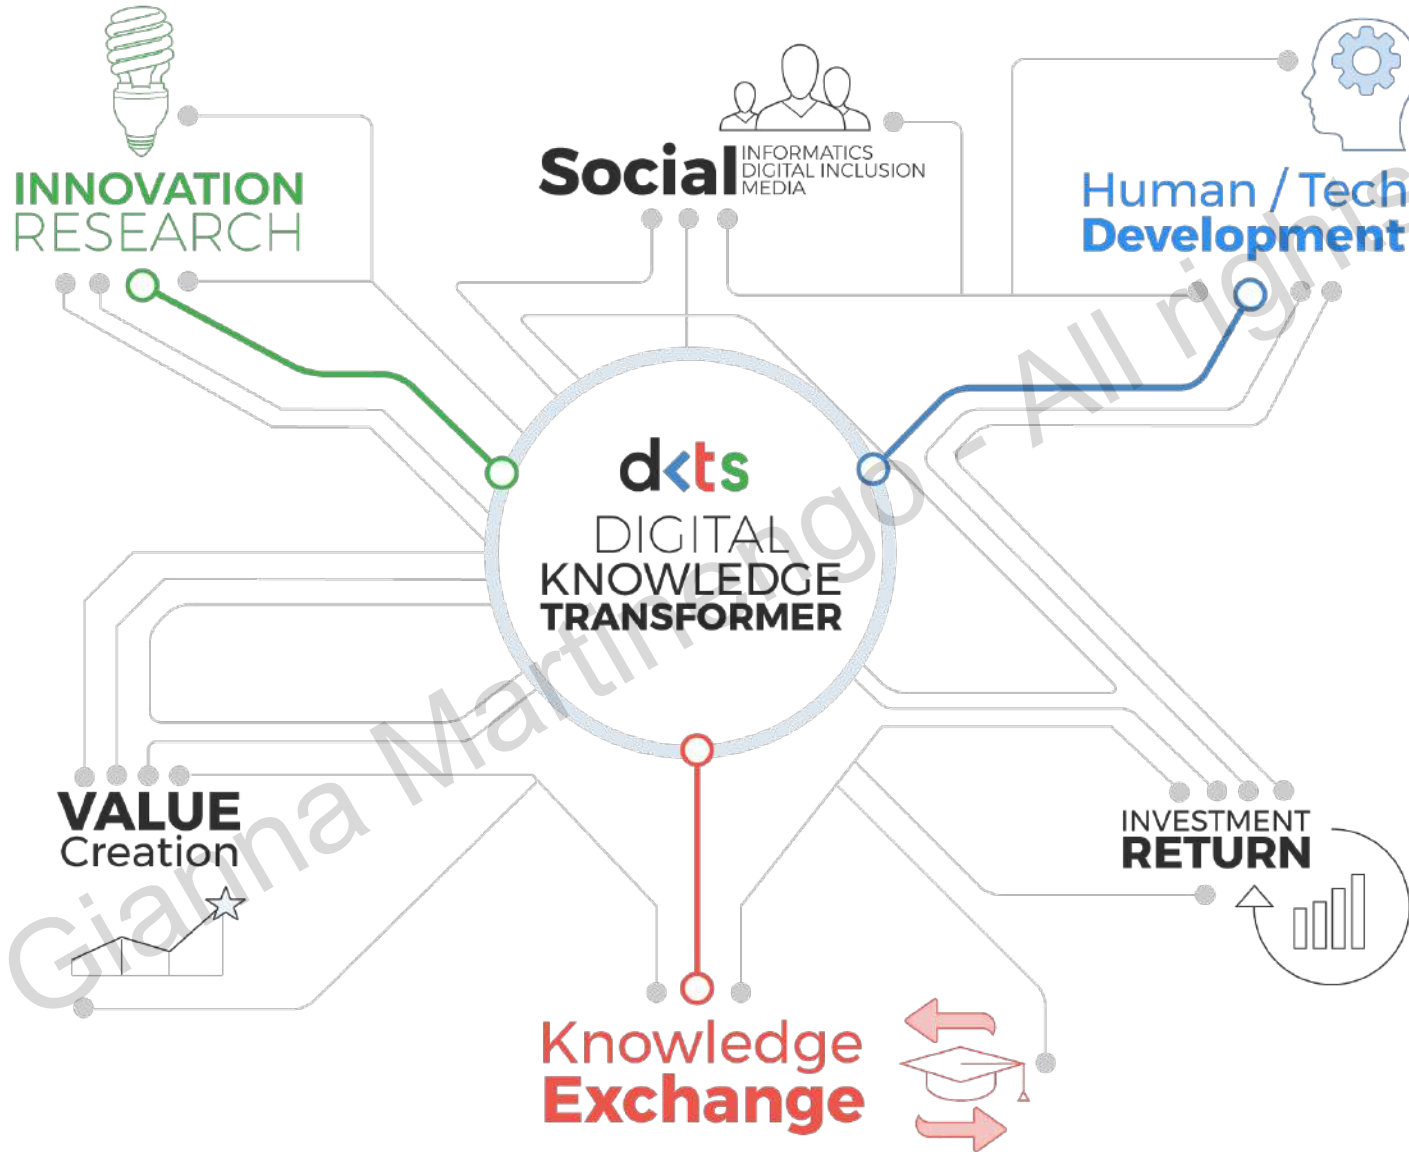 INNOVATION
RESEARCH
Social
INFORMATICS
DIGITAL INCLUSION
MEDIA
Human / Tech
Development
d<ts
DIGITAL
KNOWLEDGE
TRANSFORMER
VALUE
Creation
INVESTMENT
RETURN
Knowledge
Exchange
Gianna Martinengo - All rights